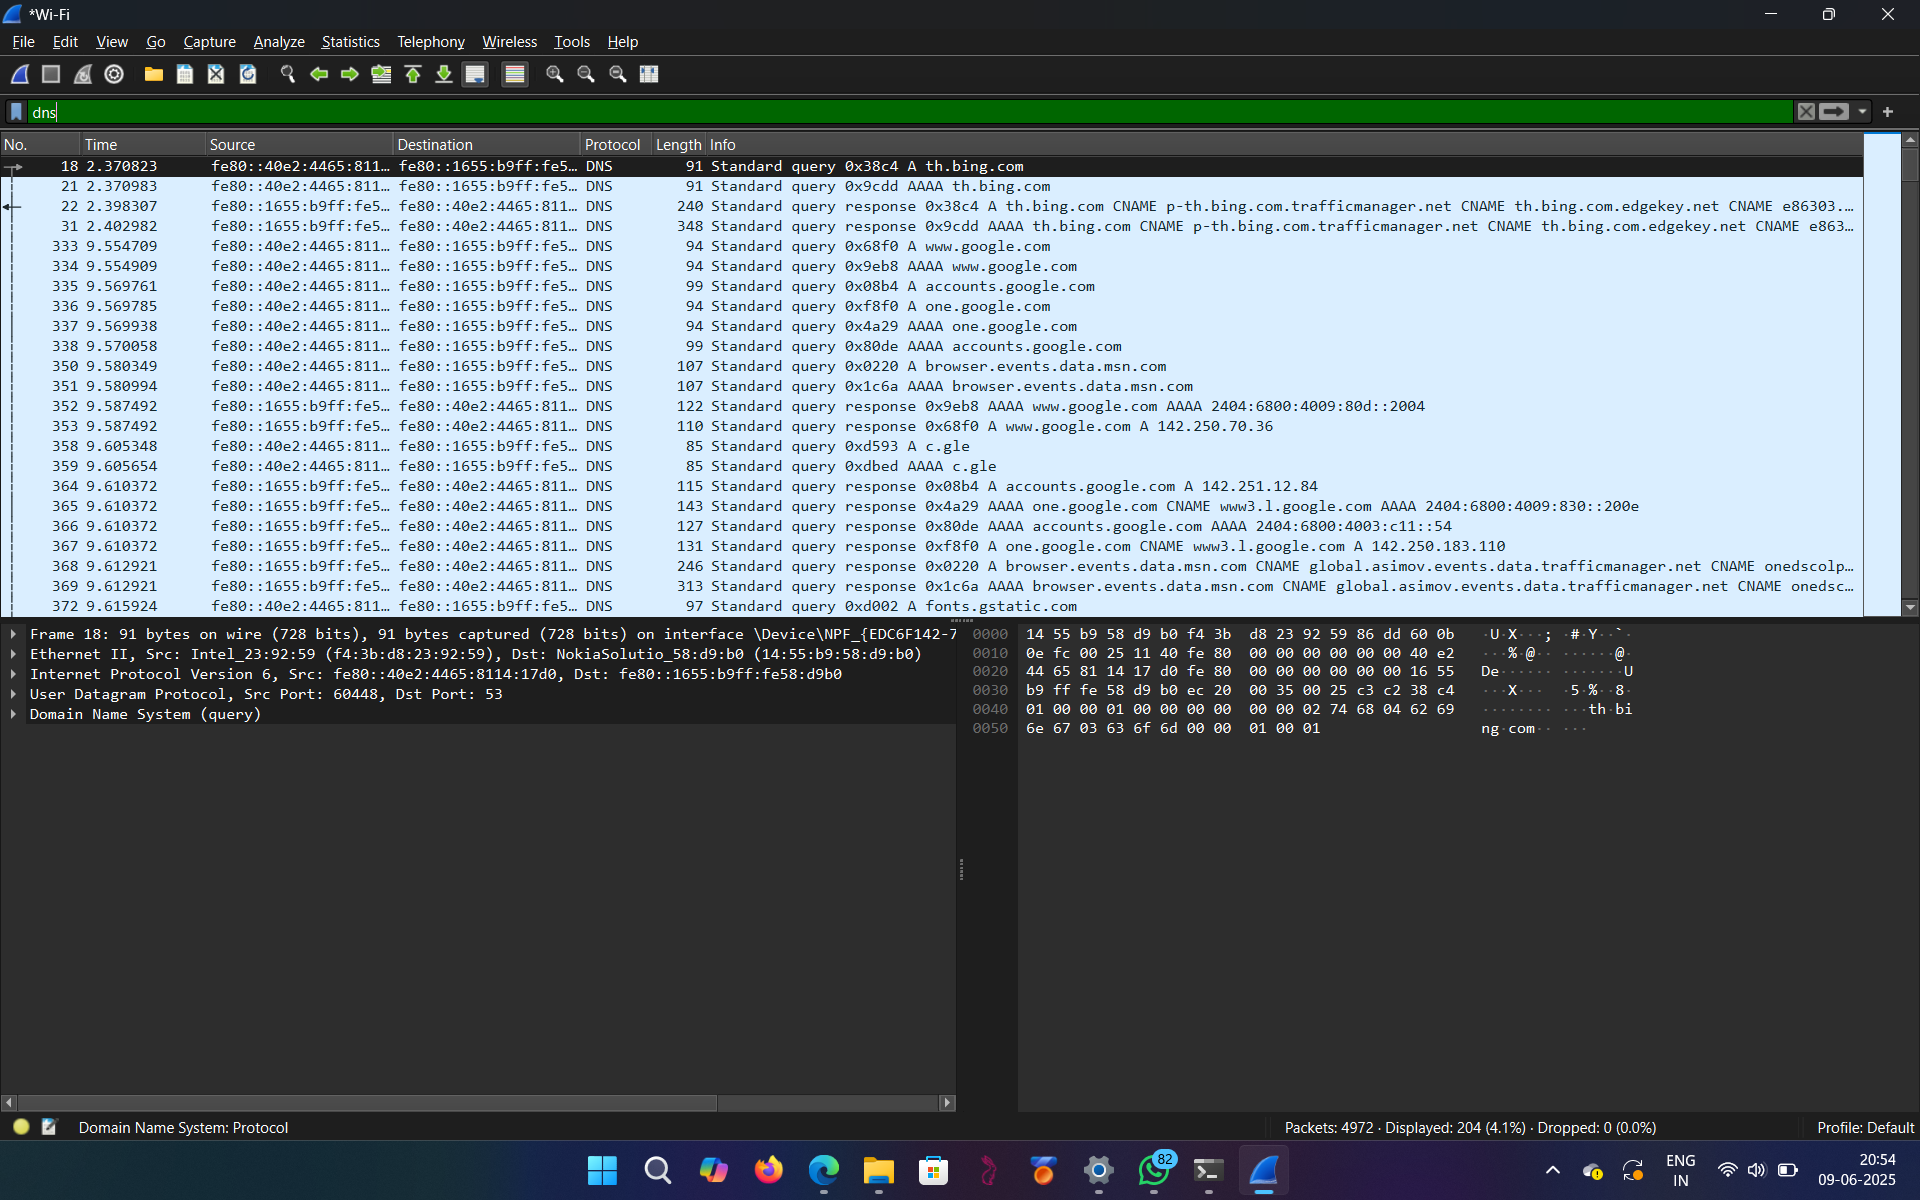 *Wi-Fi
File Edit View Go Capture Analyze Statistics Telephony Wireless Tools Help
dns
No. Time Source Destination Protocol Length Info
18 2.370823 fe80::40e2:4465:811… fe80::1655:b9ff:fe5… DNS 91 Standard query 0x38c4 A th.bing.com
21 2.370983 fe80::40e2:4465:811… fe80::1655:b9ff:fe5… DNS 91 Standard query 0x9cdd AAAA th.bing.com
22 2.398307 fe80::1655:b9ff:fe5… fe80::40e2:4465:811… DNS 240 Standard query response 0x38c4 A th.bing.com CNAME p-th.bing.com.trafficmanager.net CNAME th.bing.com.edgekey.net CNAME e86303.…
31 2.402982 fe80::1655:b9ff:fe5… fe80::40e2:4465:811… DNS 348 Standard query response 0x9cdd AAAA th.bing.com CNAME p-th.bing.com.trafficmanager.net CNAME th.bing.com.edgekey.net CNAME e863…
333 9.554709 fe80::40e2:4465:811… fe80::1655:b9ff:fe5… DNS 94 Standard query 0x68f0 A www.google.com
334 9.554909 fe80::40e2:4465:811… fe80::1655:b9ff:fe5… DNS 94 Standard query 0x9eb8 AAAA www.google.com
335 9.569761 fe80::40e2:4465:811… fe80::1655:b9ff:fe5… DNS 99 Standard query 0x08b4 A accounts.google.com
336 9.569785 fe80::40e2:4465:811… fe80::1655:b9ff:fe5… DNS 94 Standard query 0xf8f0 A one.google.com
337 9.569938 fe80::40e2:4465:811… fe80::1655:b9ff:fe5… DNS 94 Standard query 0x4a29 AAAA one.google.com
338 9.570058 fe80::40e2:4465:811… fe80::1655:b9ff:fe5… DNS 99 Standard query 0x80de AAAA accounts.google.com
350 9.580349 fe80::40e2:4465:811… fe80::1655:b9ff:fe5… DNS 107 Standard query 0x0220 A browser.events.data.msn.com
351 9.580994 fe80::40e2:4465:811… fe80::1655:b9ff:fe5… DNS 107 Standard query 0x1c6a AAAA browser.events.data.msn.com
352 9.587492 fe80::1655:b9ff:fe5… fe80::40e2:4465:811… DNS 122 Standard query response 0x9eb8 AAAA www.google.com AAAA 2404:6800:4009:80d::2004
353 9.587492 fe80::1655:b9ff:fe5… fe80::40e2:4465:811… DNS 110 Standard query response 0x68f0 A www.google.com A 142.250.70.36
358 9.605348 fe80::40e2:4465:811… fe80::1655:b9ff:fe5… DNS 85 Standard query 0xd593 A c.gle
359 9.605654 fe80::40e2:4465:811… fe80::1655:b9ff:fe5… DNS 85 Standard query 0xdbed AAAA c.gle
364 9.610372 fe80::1655:b9ff:fe5… fe80::40e2:4465:811… DNS 115 Standard query response 0x08b4 A accounts.google.com A 142.251.12.84
365 9.610372 fe80::1655:b9ff:fe5… fe80::40e2:4465:811… DNS 143 Standard query response 0x4a29 AAAA one.google.com CNAME www3.l.google.com AAAA 2404:6800:4009:830::200e
366 9.610372 fe80::1655:b9ff:fe5… fe80::40e2:4465:811… DNS 127 Standard query response 0x80de AAAA accounts.google.com AAAA 2404:6800:4003:c11::54
367 9.610372 fe80::1655:b9ff:fe5… fe80::40e2:4465:811… DNS 131 Standard query response 0xf8f0 A one.google.com CNAME www3.l.google.com A 142.250.183.110
368 9.612921 fe80::1655:b9ff:fe5… fe80::40e2:4465:811… DNS 246 Standard query response 0x0220 A browser.events.data.msn.com CNAME global.asimov.events.data.trafficmanager.net CNAME onedscolp…
369 9.612921 fe80::1655:b9ff:fe5… fe80::40e2:4465:811… DNS 313 Standard query response 0x1c6a AAAA browser.events.data.msn.com CNAME global.asimov.events.data.trafficmanager.net CNAME onedsc…
372 9.615924 fe80::40e2:4465:811… fe80::1655:b9ff:fe5… DNS 97 Standard query 0xd002 A fonts.gstatic.com
Frame 18: 91 bytes on wire (728 bits), 91 bytes captured (728 bits) on interface \Device\NPF_{EDC6F142-7
Ethernet II, Src: Intel_23:92:59 (f4:3b:d8:23:92:59), Dst: NokiaSolutio_58:d9:b0 (14:55:b9:58:d9:b0)
Internet Protocol Version 6, Src: fe80::40e2:4465:8114:17d0, Dst: fe80::1655:b9ff:fe58:d9b0
User Datagram Protocol, Src Port: 60448, Dst Port: 53
Domain Name System (query)
0000 14 55 b9 58 d9 b0 f4 3b d8 23 92 59 86 dd 60 0b ·U·X···; ·#·Y··`·
0010 0e fc 00 25 11 40 fe 80 00 00 00 00 00 00 40 e2 ···%·@·· ······@·
0020 44 65 81 14 17 d0 fe 80 00 00 00 00 00 00 16 55 De······ ·······U
0030 b9 ff fe 58 d9 b0 ec 20 00 35 00 25 c3 c2 38 c4 ···X··· ·5·%··8·
0040 01 00 00 01 00 00 00 00 00 00 02 74 68 04 62 69 ········ ···th·bi
0050 6e 67 03 63 6f 6d 00 00 01 00 01 ng·com·· ···
Domain Name System: Protocol
Packets: 4972 · Displayed: 204 (4.1%) · Dropped: 0 (0.0%)
Profile: Default
82
ENG
IN
20:54
09-06-2025